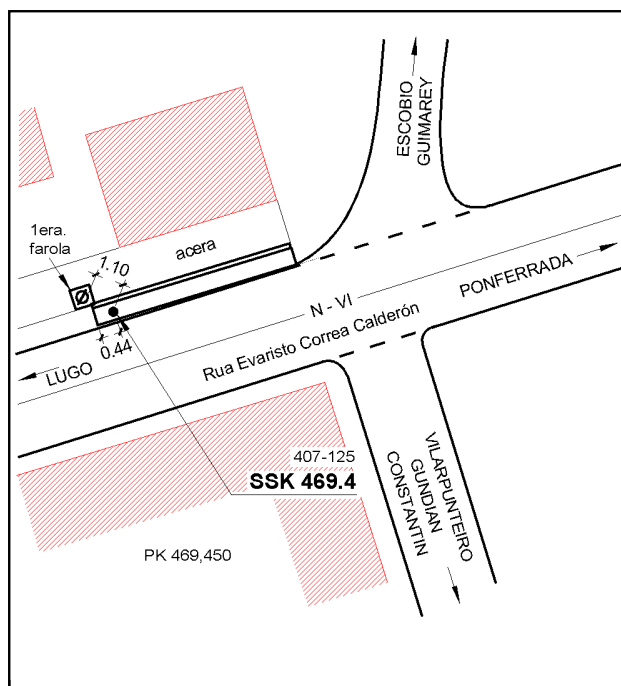 ESCOBIO
GUIMAREY
1era.
farola
1.10
acera
N - VI
PONFERRADA
Rua Evaristo Correa Calderón
0.44
LUGO
407-125
SSK 469.4
VILARPUNTEIRO
GUNDIAN
CONSTANTIN
PK 469,450